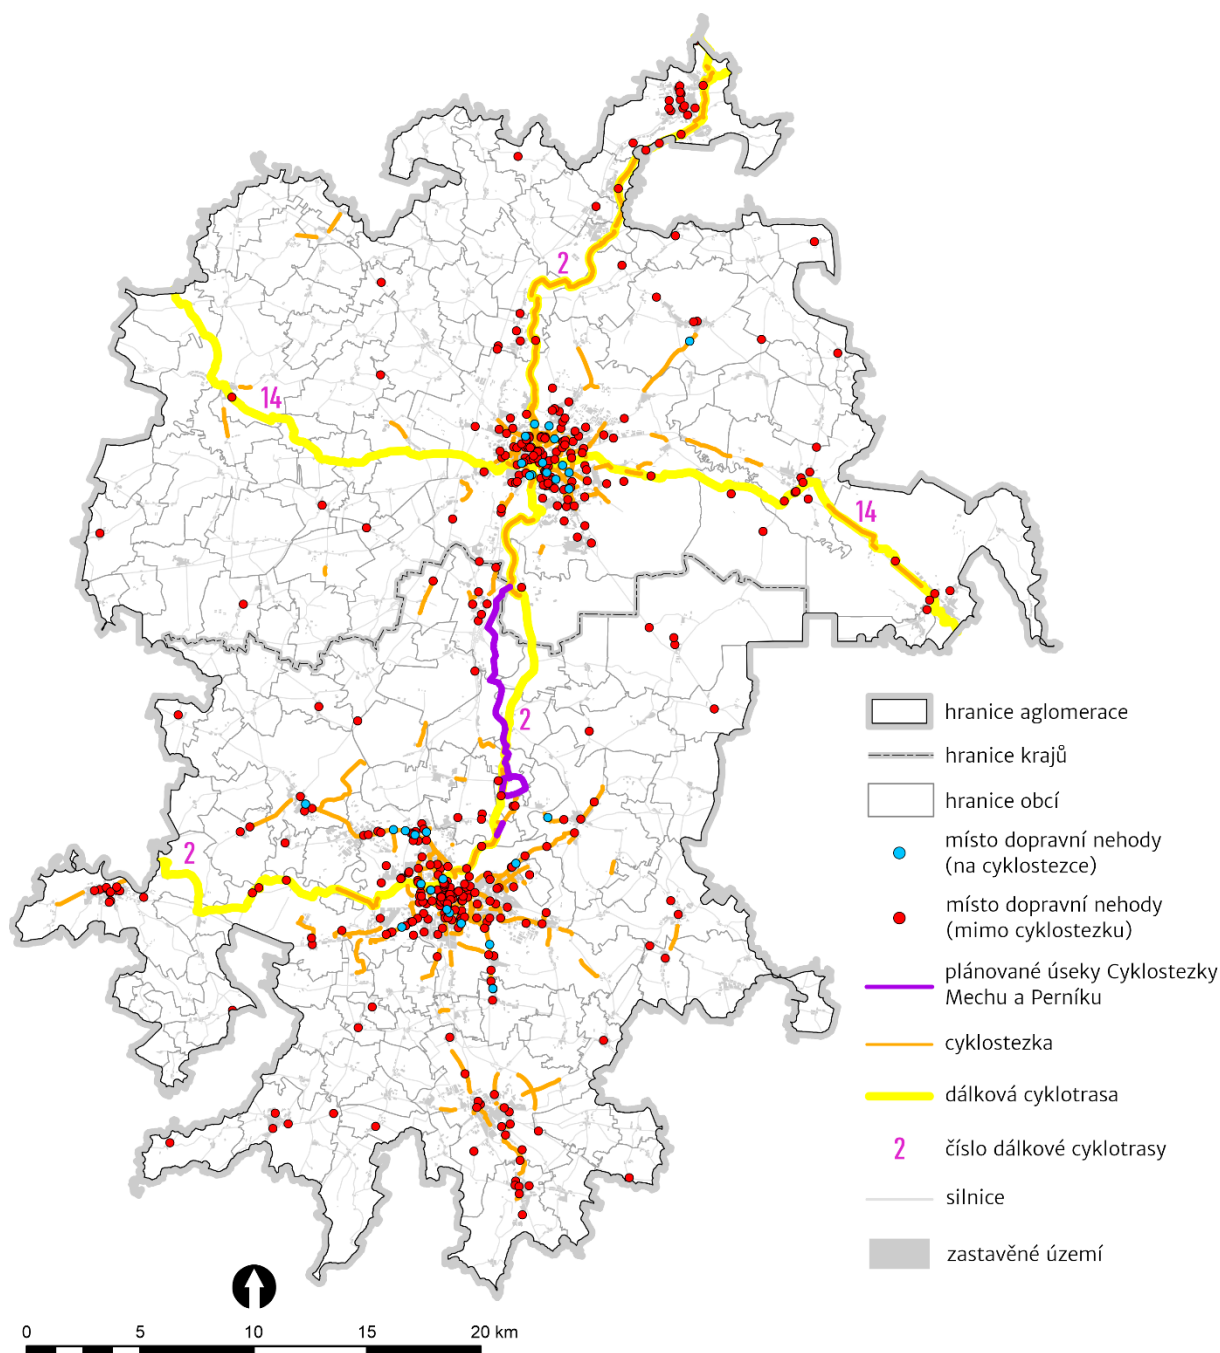 2
14
14
2
2
hranice aglomerace
hranice krajů
hranice obcí
místo dopravní nehody
(na cyklostezce)
místo dopravní nehody
(mimo cyklostezku)
plánované úseky Cyklostezky
Mechu a Perníku
cyklostezka
dálková cyklotrasa
2 číslo dálkové cyklotrasy
silnice
zastavěné území
0 5 10 15 20 km